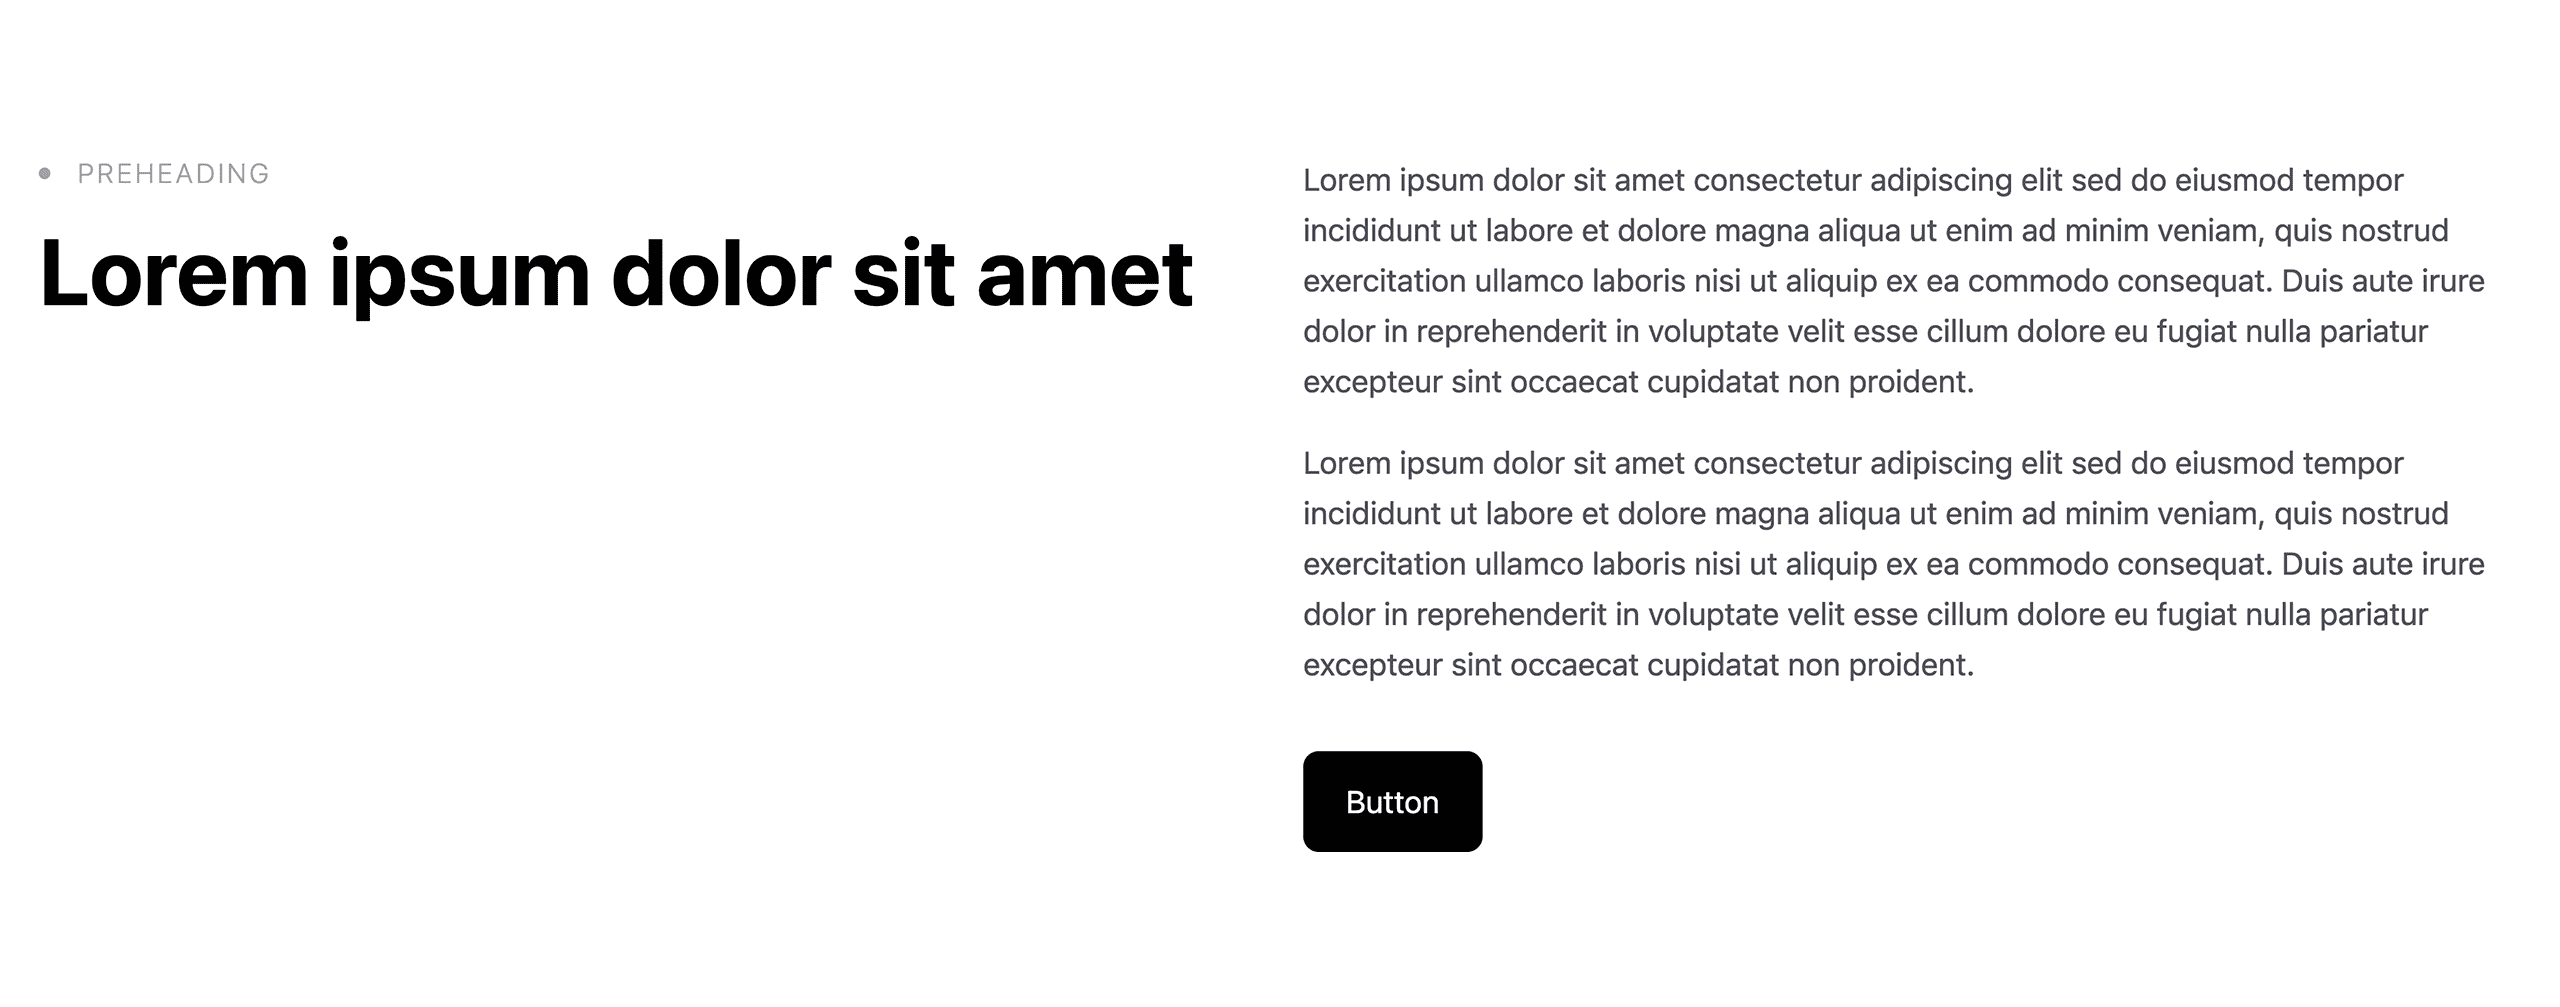 PREHEADING
Lorem ipsum dolor sit amet
Lorem ipsum dolor sit amet consectetur adipiscing elit sed do eiusmod tempor
incididunt ut labore et dolore magna aliqua ut enim ad minim veniam, quis nostrud
exercitation ullamco laboris nisi ut aliquip ex ea commodo consequat. Duis aute irure
dolor in reprehenderit in voluptate velit esse cillum dolore eu fugiat nulla pariatur
excepteur sint occaecat cupidatat non proident.
Lorem ipsum dolor sit amet consectetur adipiscing elit sed do eiusmod tempor
incididunt ut labore et dolore magna aliqua ut enim ad minim veniam, quis nostrud
exercitation ullamco laboris nisi ut aliquip ex ea commodo consequat. Duis aute irure
dolor in reprehenderit in voluptate velit esse cillum dolore eu fugiat nulla pariatur
excepteur sint occaecat cupidatat non proident.
Button